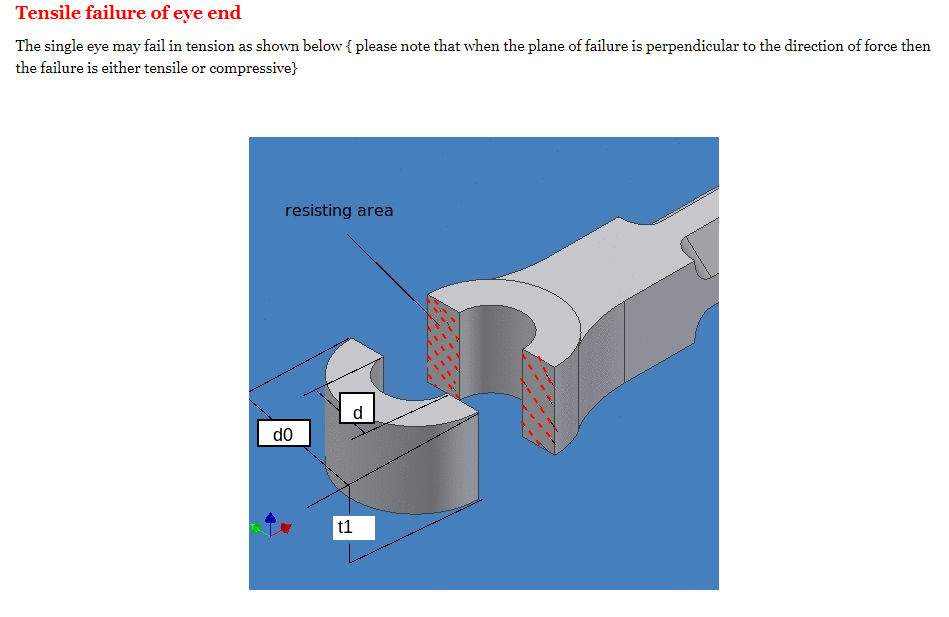 Tensile failure of eye end
The single eye may fail in tension as shown below { please note that when the plane of failure is perpendicular to the direction of force then
the failure is either tensile or compressive}
resisting area
d
d0
t1